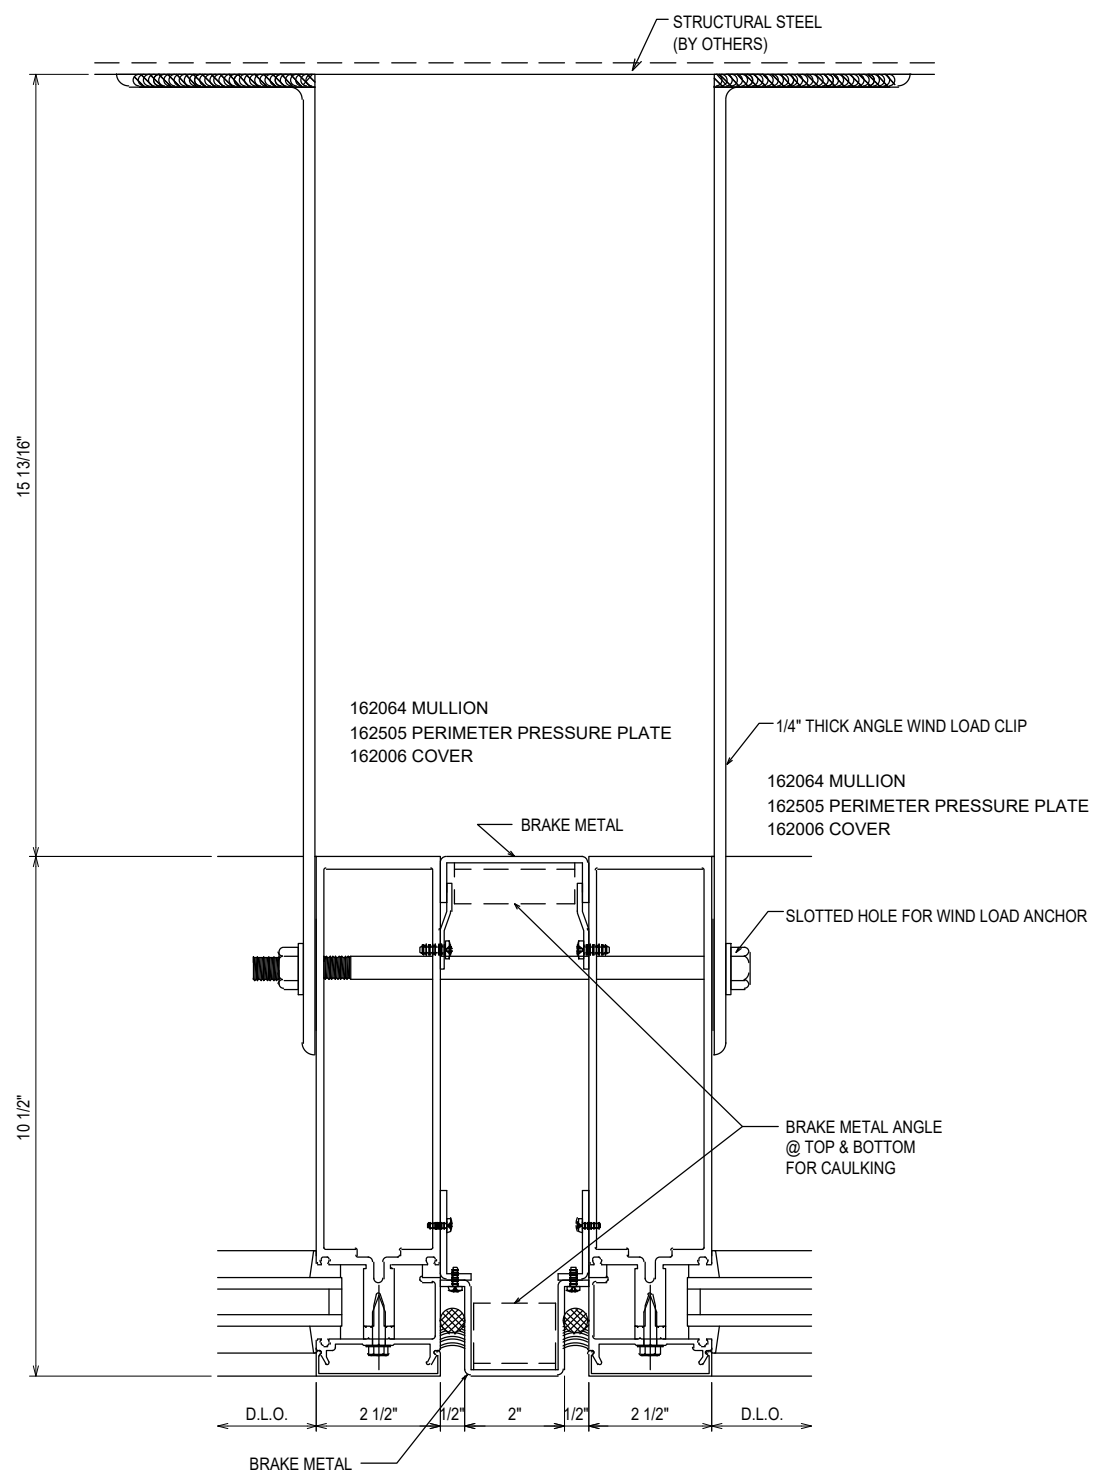 STRUCTURAL STEEL
(BY OTHERS)
15 13/16"
162064 MULLION
162505 PERIMETER PRESSURE PLATE
162006 COVER
1/4" THICK ANGLE WIND LOAD CLIP
162064 MULLION
162505 PERIMETER PRESSURE PLATE
162006 COVER
BRAKE METAL
SLOTTED HOLE FOR WIND LOAD ANCHOR
10 1/2"
BRAKE METAL ANGLE
@ TOP & BOTTOM
FOR CAULKING
D.L.O. 2 1/2" 1/2" 2" 1/2" 2 1/2" D.L.O.
BRAKE METAL